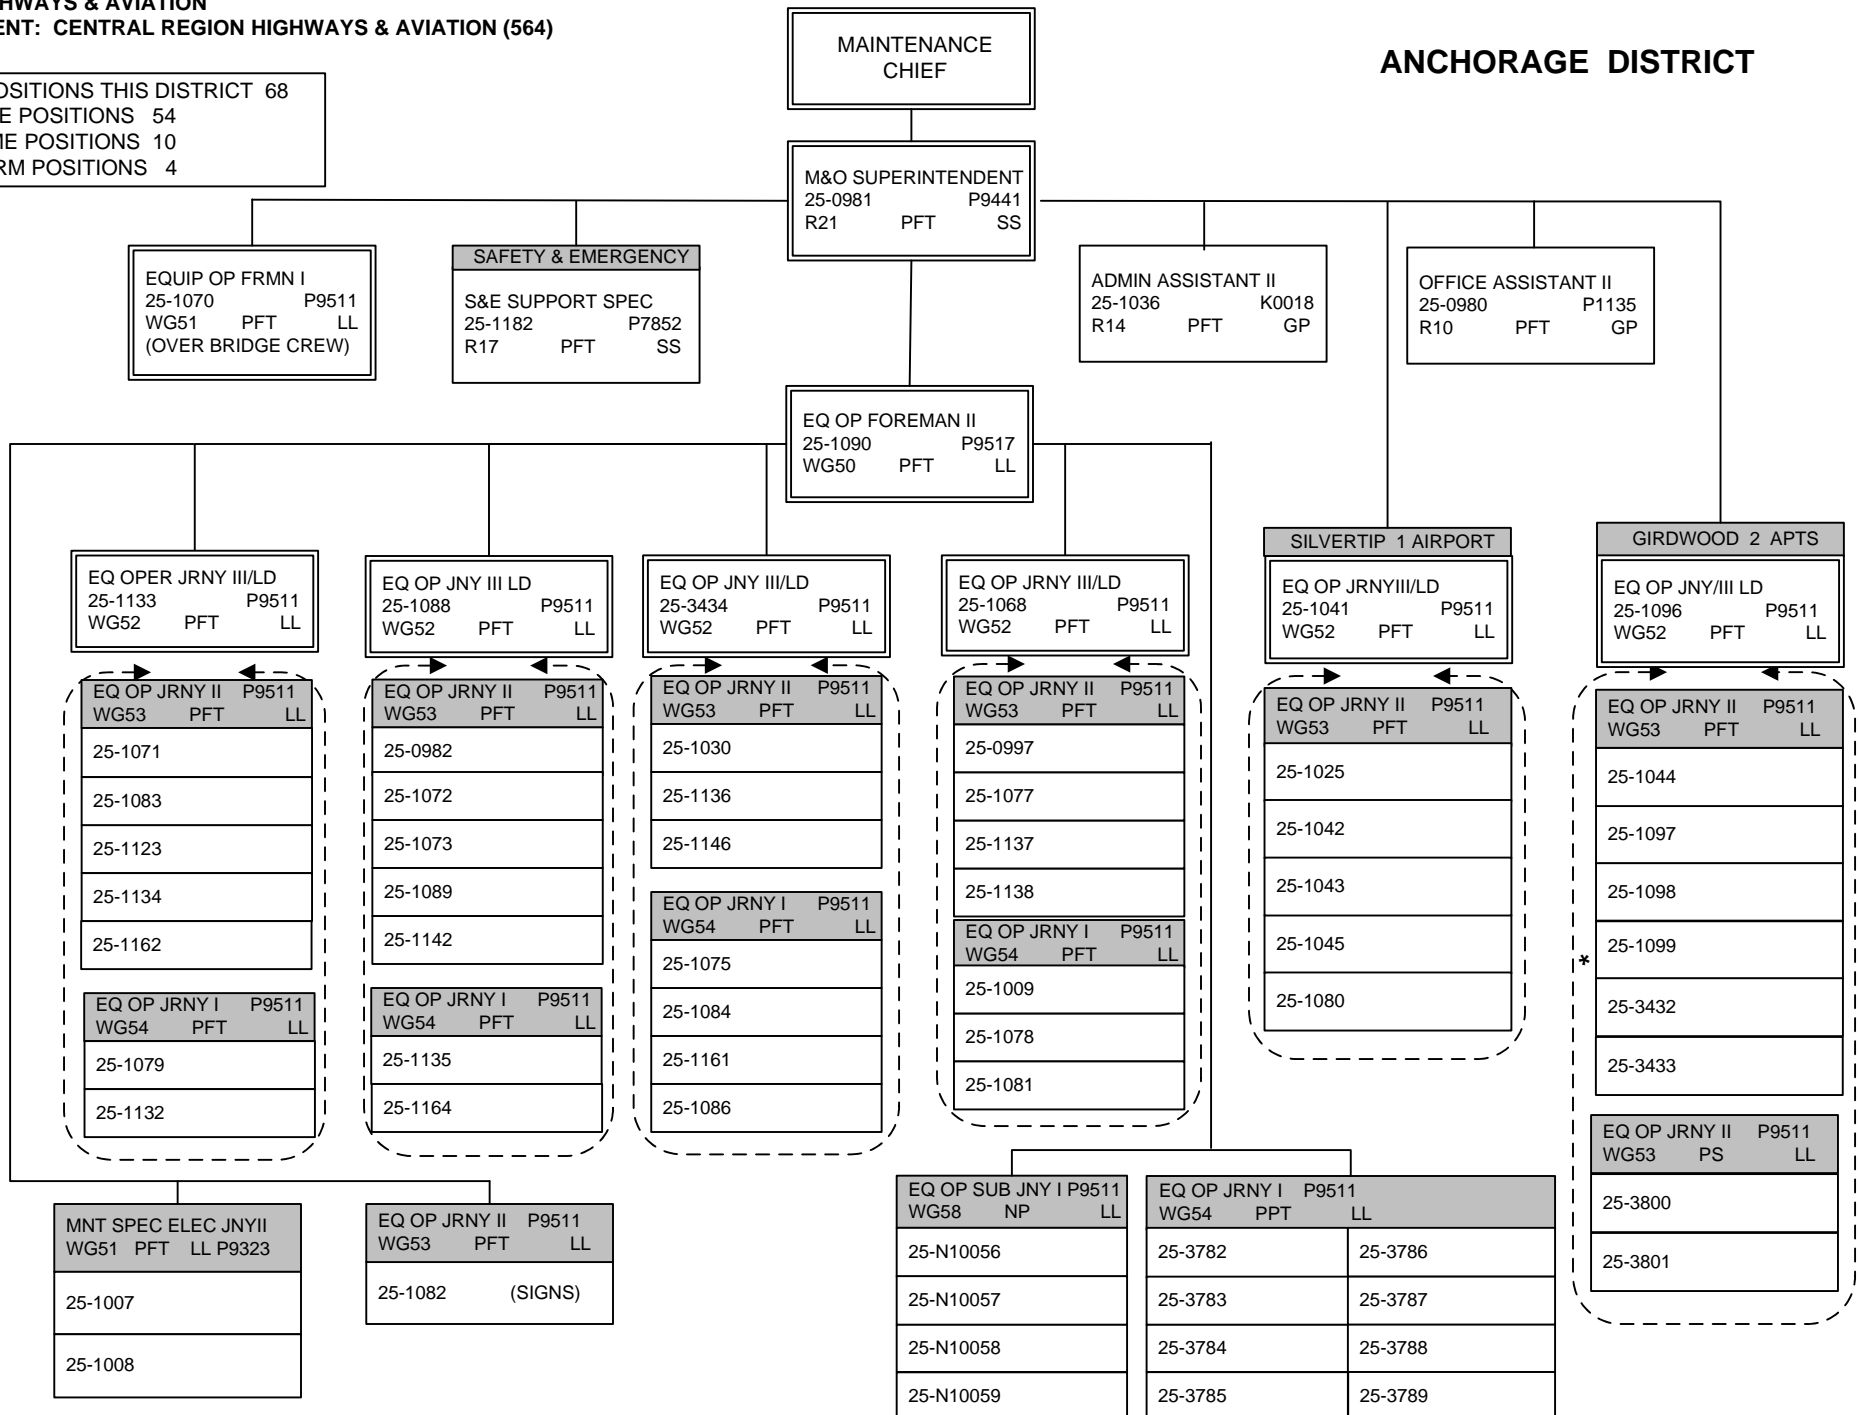 & AVIATION
CENTRAL REGION HIGHWAYS & AVIATION (564)
ANCHORAGE DISTRICT
THIS DISTRICT 68
POSITIONS 54
POSITIONS 10
POSITIONS 4
MAINTENANCE
CHIEF
M&O SUPERINTENDENT
25-0981 P9441
R21 PFT SS
EQUIP OP FRMN I
25-1070 P9511
WG51 PFT LL
(OVER BRIDGE CREW)
SAFETY & EMERGENCY
S&E SUPPORT SPEC
25-1182 P7852
R17 PFT SS
ADMIN ASSISTANT II
25-1036 K0018
R14 PFT GP
OFFICE ASSISTANT II
25-0980 P1135
R10 PFT GP
EQ OP FOREMAN II
25-1090 P9517
WG50 PFT LL
EQ OPER JRNY III/LD
25-1133 P9511
WG52 PFT LL
EQ OP JRNY II P9511
WG53 PFT LL
25-1071
25-1083
25-1123
25-1134
25-1162
EQ OP JRNY I P9511
WG54 PFT LL
25-1079
25-1132
EQ OP JNY III LD
25-1088 P9511
WG52 PFT LL
EQ OP JRNY II P9511
WG53 PFT LL
25-0982
25-1072
25-1073
25-1089
25-1142
EQ OP JRNY I P9511
WG54 PFT LL
25-1135
25-1164
EQ OP JNY III/LD
25-3434 P9511
WG52 PFT LL
EQ OP JRNY II P9511
WG53 PFT LL
25-1030
25-1136
25-1146
EQ OP JRNY I P9511
WG54 PFT LL
25-1075
25-1084
25-1161
25-1086
EQ OP JRNY III/LD
25-1068 P9511
WG52 PFT LL
EQ OP JRNY II P9511
WG53 PFT LL
25-0997
25-1077
25-1137
25-1138
EQ OP JRNY I P9511
WG54 PFT LL
25-1009
25-1078
25-1081
SILVERTIP 1 AIRPORT
EQ OP JRNYIII/LD
25-1041 P9511
WG52 PFT LL
EQ OP JRNY II P9511
WG53 PFT LL
25-1025
25-1042
25-1043
25-1045
25-1080
GIRDWOOD 2 APTS
EQ OP JNY/III LD
25-1096 P9511
WG52 PFT LL
EQ OP JRNY II P9511
WG53 PFT LL
25-1044
25-1097
25-1098
25-1099
*
25-3432
25-3433
EQ OP JRNY II P9511
WG53 PS LL
25-3800
25-3801
MNT SPEC ELEC JNYII
WG51 PFT LL P9323
25-1007
25-1008
EQ OP JRNY II P9511
WG53 PFT LL
25-1082 (SIGNS)
EQ OP SUB JNY I P9511
WG58 NP LL
25-N10056
25-N10057
25-N10058
25-N10059
EQ OP JRNY I P9511
WG54 PPT LL
25-3782 25-3786
25-3783 25-3787
25-3784 25-3788
25-3785 25-3789